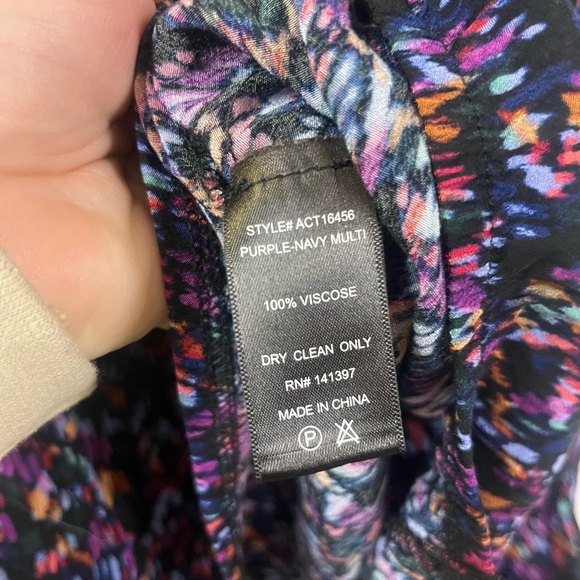 STYLE# ACT16456
PURPLE-NAVY MULTI
100% VISCOSE
DRY CLEAN ONLY
RN# 141397
MADE IN CHINA
P